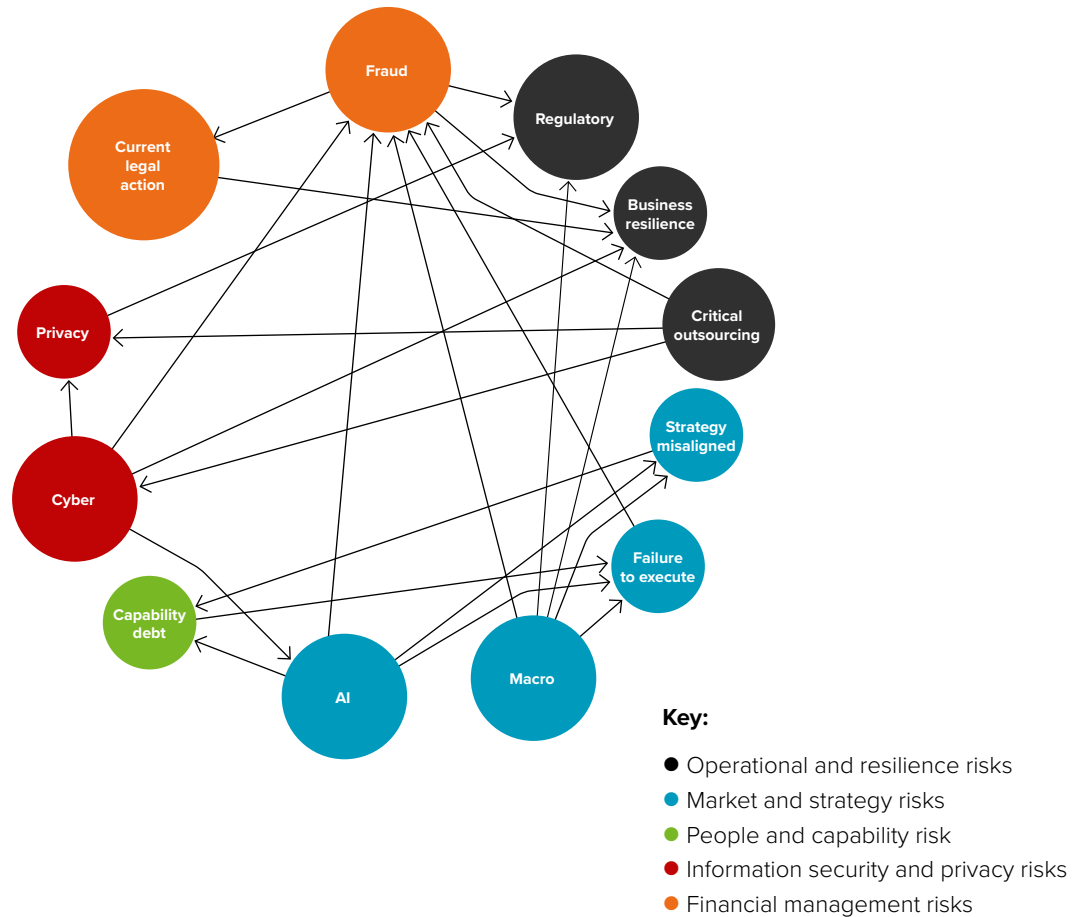 Fraud
Regulatory
Current
legal
action
Business
resilience
Privacy
Critical
outsourcing
Strategy
misaligned
Cyber
Failure
to execute
Capability
debt
AI
Macro
Key:
Operational and resilience risks
Market and strategy risks
People and capability risk
Information security and privacy risks
Financial management risks